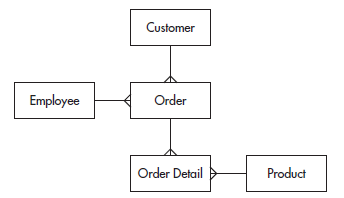 Customer
Employee
Order
Order Detail
Product